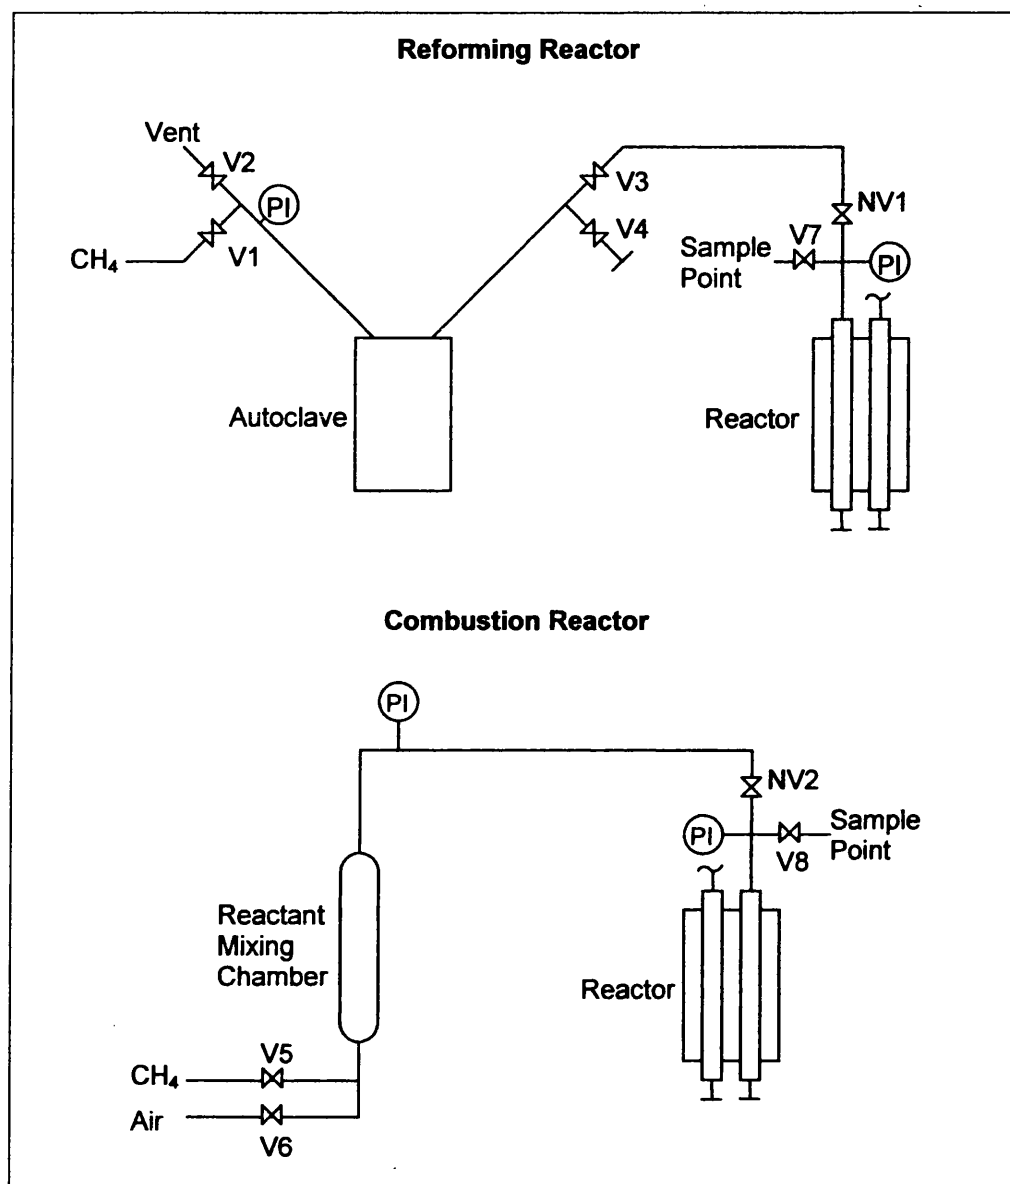 Reforming Reactor
Vent
V2
PI
V3
V1
V4
CH₄
NV1
V7
Sample
Point
PI
Autoclave
Reactor
Combustion Reactor
PI
NV2
PI
Sample
Point
V8
Reactant
Mixing
Chamber
Reactor
V5
CH₄
Air
V6